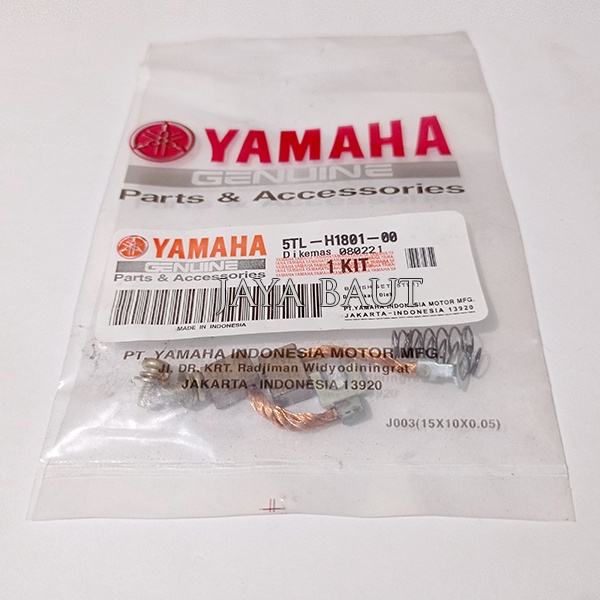 YAMAHA
GENUINE
Parts & Accessories
YAMAHA
GENUINE
Parts & Accessories
5TL-H1801-00
Dikemas 080221
1 KIT
BRUSH SET
PT.YAMAHA INDONESIA MOTOR MFG.
JAKARTA-INDONESIA 13920
MADE IN INDONESIA
JAYA BAUT
PT. YAMAHA INDONESIA MOTOR MFG.
Jl. DR. KRT. Radjiman Widyodiningrat
JAKARTA - INDONESIA 13920
J003(15X10X0.05)